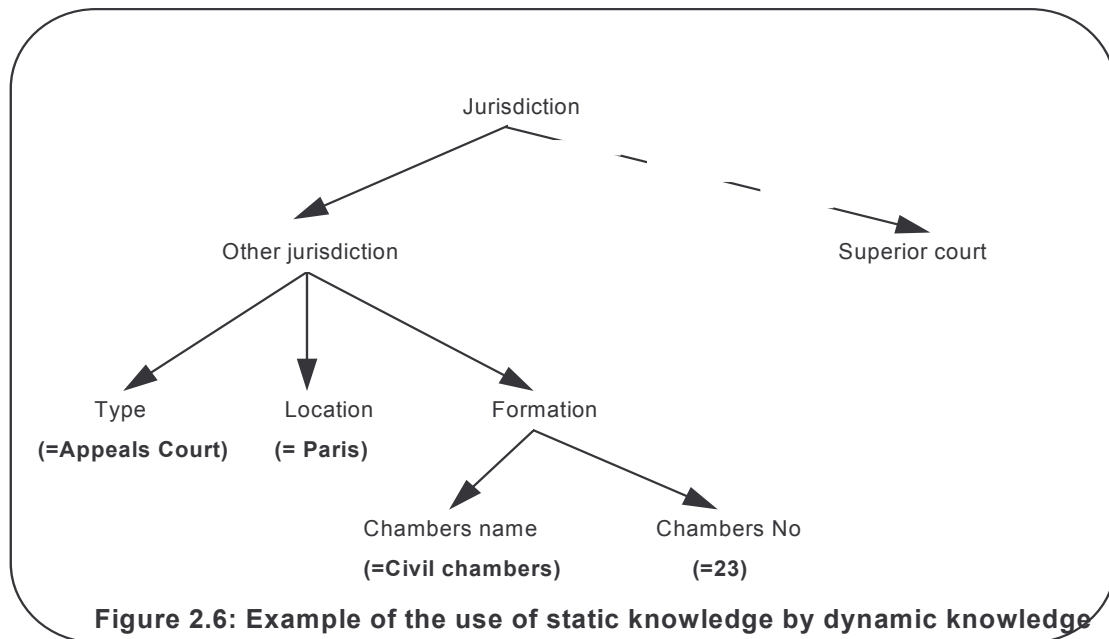 Jurisdiction
Other jurisdiction
Superior court
Type
Location
Formation
(=Appeals Court)
(= Paris)
Chambers name
Chambers No
(=Civil chambers)
(=23)
Figure 2.6: Example of the use of static knowledge by dynamic knowledge